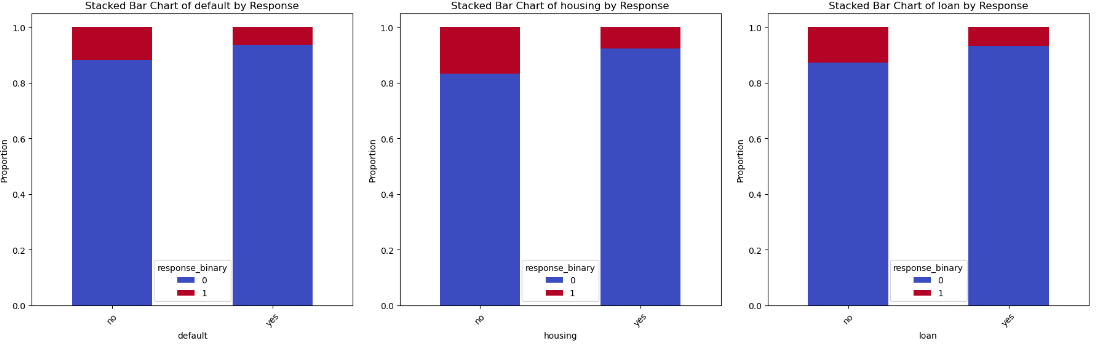 Stacked Bar Chart of default by Response
1.0
0.8
0.6
0.4
0.2
0.0
Proportion
response_binary
0
1
no
yes
default
Stacked Bar Chart of housing by Response
1.0
0.8
0.6
0.4
0.2
0.0
Proportion
response_binary
0
1
no
yes
housing
Stacked Bar Chart of loan by Response
1.0
0.8
0.6
0.4
0.2
0.0
Proportion
response_binary
0
1
no
yes
loan